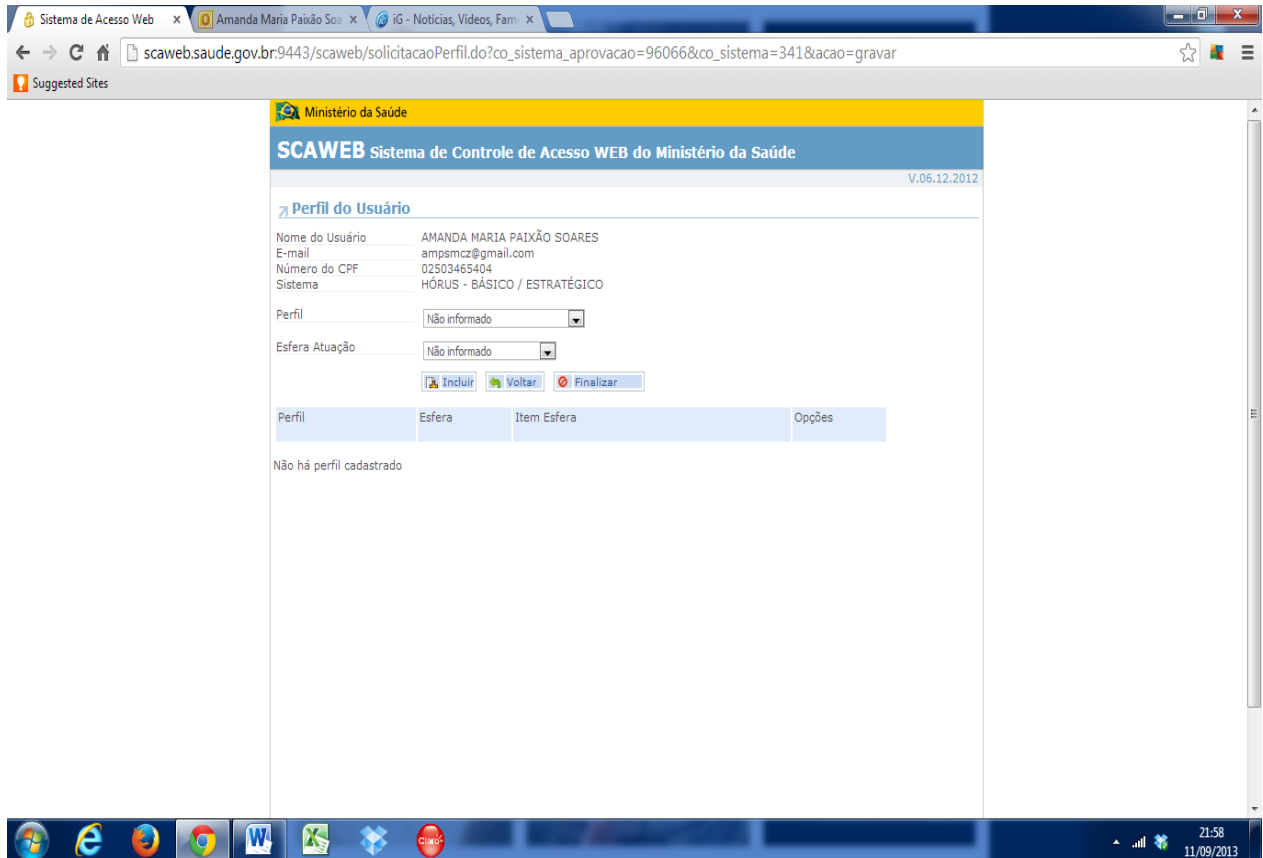 Sistema de Acesso Web
Amanda Maria Paixão Soa
iG - Notícias, Vídeos, Fam
scaweb.saude.gov.br:9443/scaweb/solicitacaoPerfil.do?co_sistema_aprovacao=96066&co_sistema=341&acao=gravar
Suggested Sites
Ministério da Saúde
SCAWEB Sistema de Controle de Acesso WEB do Ministério da Saúde
V.06.12.2012
Perfil do Usuário
Nome do Usuário AMANDA MARIA PAIXÃO SOARES
E-mail ampsmcz@gmail.com
Número do CPF 02503465404
Sistema HÓRUS - BÁSICO / ESTRATÉGICO
Perfil Não informado
Esfera Atuação Não informado
Incluir Voltar Finalizar
Perfil Esfera Item Esfera Opções
Não há perfil cadastrado
Claro
21:58
11/09/2013